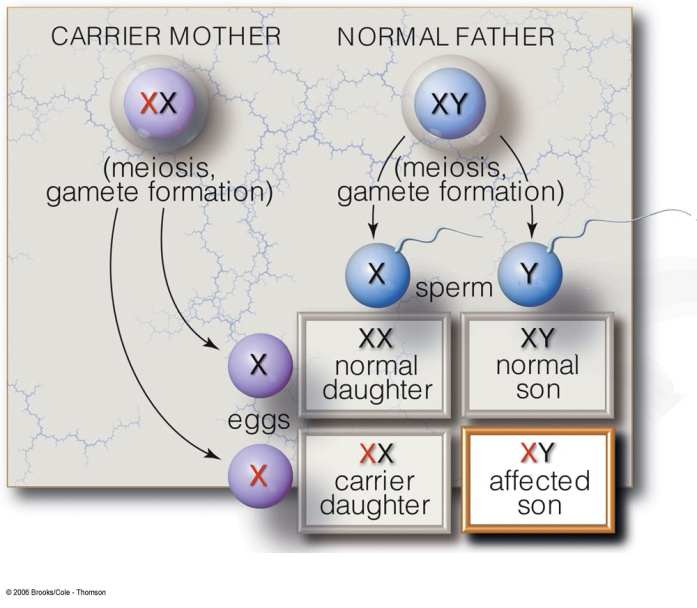 CARRIER MOTHER
NORMAL FATHER
XX
XY
(meiosis,
gamete formation)
(meiosis,
gamete formation)
X
sperm
Y
X
XX
normal
daughter
XY
normal
son
eggs
X
XX
carrier
daughter
XY
affected
son
© 2006 Brooks/Cole - Thomson